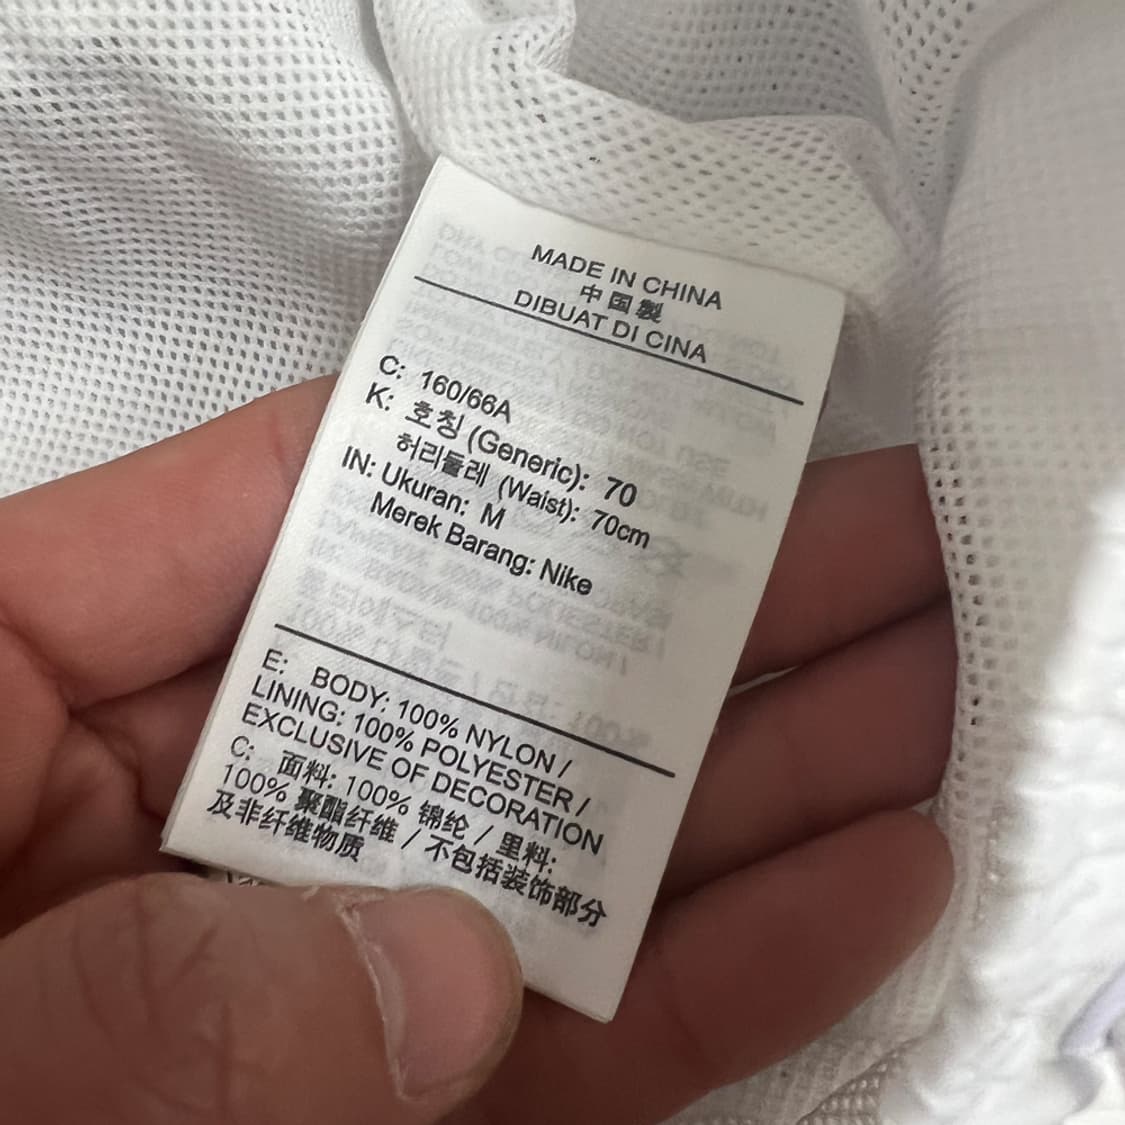 MADE IN CHINA
中国製
DIBUAT DI CINA
C: 160/66A
K: 호칭 (Generic): 70
허리둘레 (Waist): 70cm
IN: Ukuran: M
Merek Barang: Nike
E: BODY: 100% NYLON /
LINING: 100% POLYESTER /
EXCLUSIVE OF DECORATION
C: 面料: 100% 锦纶 / 里料:
100% 聚酯纤维 / 不包括装饰部分
及非纤维物质